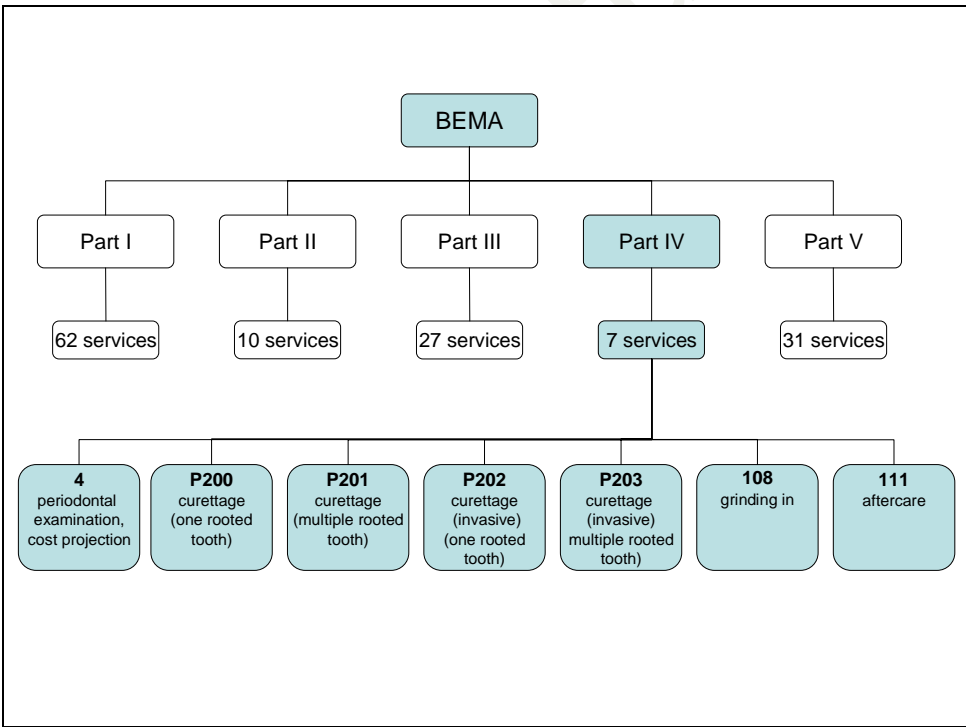 BEMA
Part I
Part II
Part III
Part IV
Part V
62 services
10 services
27 services
7 services
31 services
4
periodontal
examination,
cost projection
P200
curettage
(one rooted
tooth)
P201
curettage
(multiple rooted
tooth)
P202
curettage
(invasive)
(one rooted
tooth)
P203
curettage
(invasive)
multiple rooted
tooth)
108
grinding in
111
aftercare